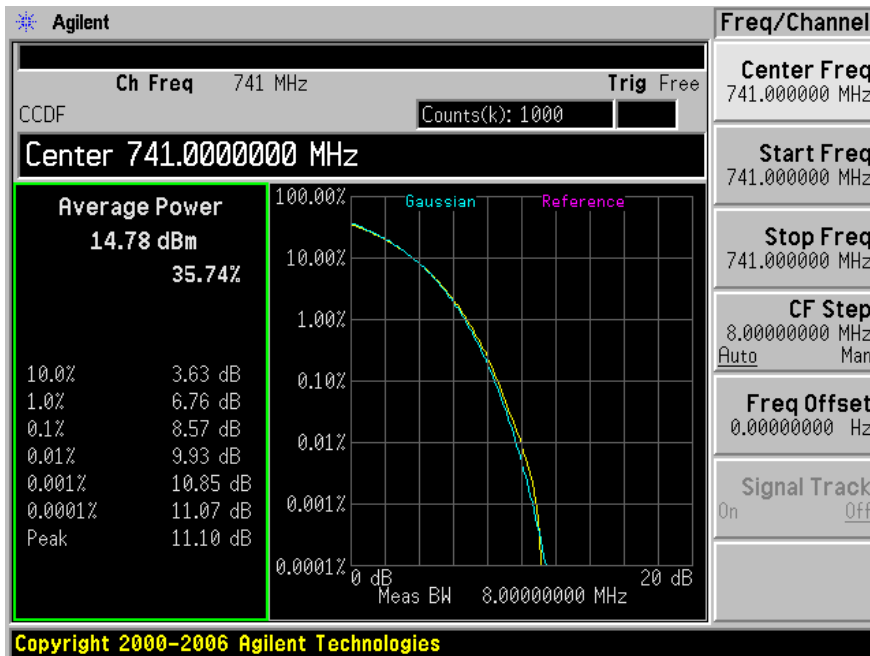 Agilent
Freq/Channel
Ch Freq 741 MHz Trig Free
CCDF Counts(k): 1000
Center 741.0000000 MHz
Average Power
14.78 dBm
35.74%
10.0% 3.63 dB
1.0% 6.76 dB
0.1% 8.57 dB
0.01% 9.93 dB
0.001% 10.85 dB
0.0001% 11.07 dB
Peak 11.10 dB
Gaussian Reference
100.00%
10.00%
1.00%
0.10%
0.01%
0.001%
0.0001%
0 dB 20 dB
Meas BW 8.00000000 MHz
Center Freq
741.000000 MHz
Start Freq
741.000000 MHz
Stop Freq
741.000000 MHz
CF Step
8.00000000 MHz
Auto Man
Freq Offset
0.00000000 Hz
Signal Track
On Off
Copyright 2000-2006 Agilent Technologies